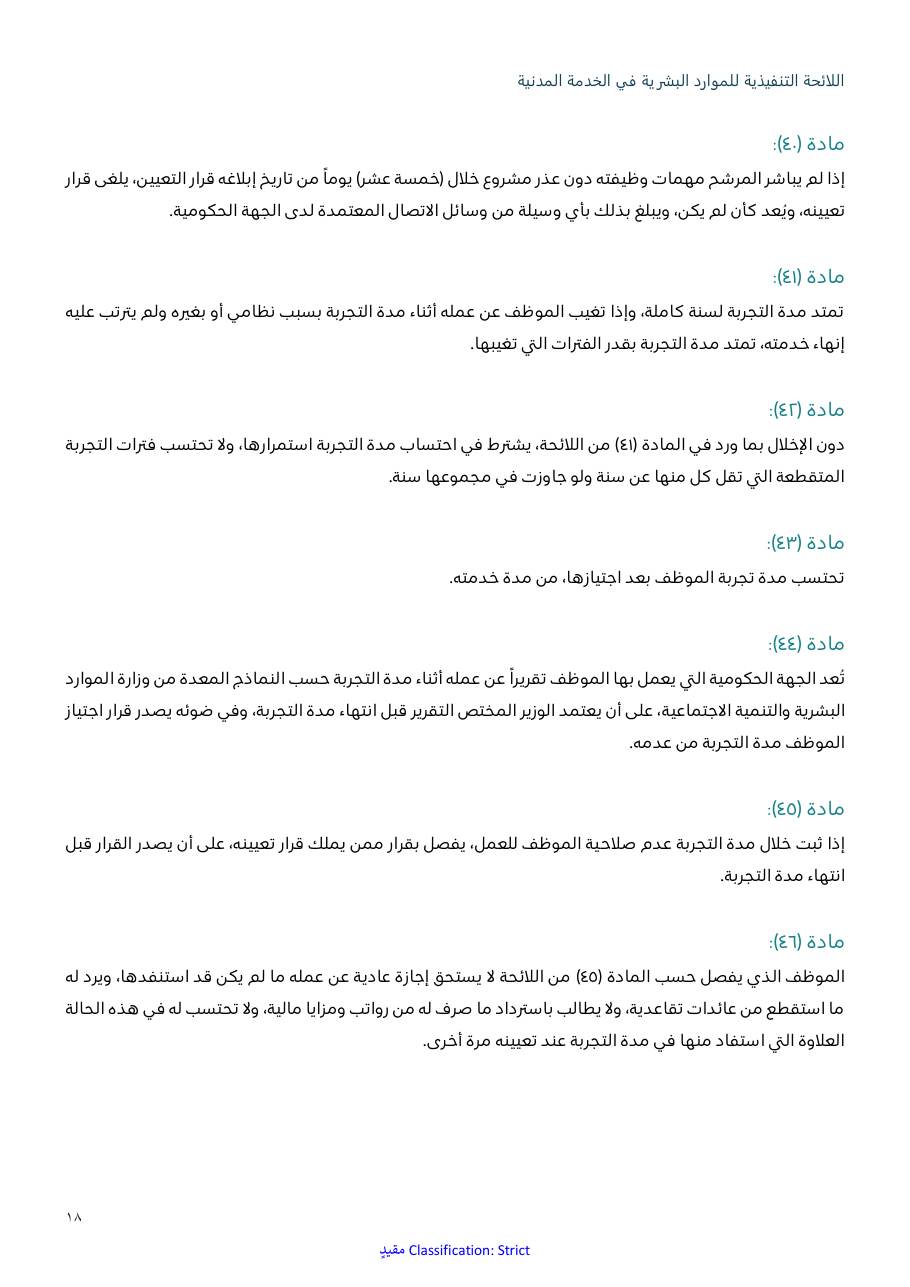 اللائحة التنفيذية للموارد البشرية في الخدمة المدنية
مادة (٤٠):
إذا لم يباشر المرشح مهمات وظيفته دون عذر مشروع خلال (خمسة عشر) يوماً من تاريخ إبلاغه قرار التعيين، يلغى قرار
تعيينه، ويُعد كأن لم يكن، ويبلغ بذلك بأي وسيلة من وسائل الاتصال المعتمدة لدى الجهة الحكومية.
مادة (٤١):
تمتد مدة التجربة لسنة كاملة، وإذا تغيب الموظف عن عمله أثناء مدة التجربة بسبب نظامي أو بغيره ولم يترتب عليه
إنهاء خدمته، تمتد مدة التجربة بقدر الفترات التي تغيبها.
مادة (٤٢):
دون الإخلال بما ورد في المادة (٤١) من اللائحة، يشترط في احتساب مدة التجربة استمرارها، ولا تحتسب فترات التجربة
المتقطعة التي تقل كل منها عن سنة ولو جاوزت في مجموعها سنة.
مادة (٤٣):
تحتسب مدة تجربة الموظف بعد اجتيازها، من مدة خدمته.
مادة (٤٤):
تُعد الجهة الحكومية التي يعمل بها الموظف تقريراً عن عمله أثناء مدة التجربة حسب النماذج المعدة من وزارة الموارد
البشرية والتنمية الاجتماعية، على أن يعتمد الوزير المختص التقرير قبل انتهاء مدة التجربة، وفي ضوئه يصدر قرار اجتياز
الموظف مدة التجربة من عدمه.
مادة (٤٥):
إذا ثبت خلال مدة التجربة عدم صلاحية الموظف للعمل، يفصل بقرار ممن يملك قرار تعيينه، على أن يصدر القرار قبل
انتهاء مدة التجربة.
مادة (٤٦):
الموظف الذي يفصل حسب المادة (٤٥) من اللائحة لا يستحق إجازة عادية عن عمله ما لم يكن قد استنفدها، ويرد له
ما استقطع من عائدات تقاعدية، ولا يطالب باسترداد ما صرف له من رواتب ومزايا مالية، ولا تحتسب له في هذه الحالة
العلاوة التي استفاد منها في مدة التجربة عند تعيينه مرة أخرى.
١٨
Classification: Strict مقيدٍ